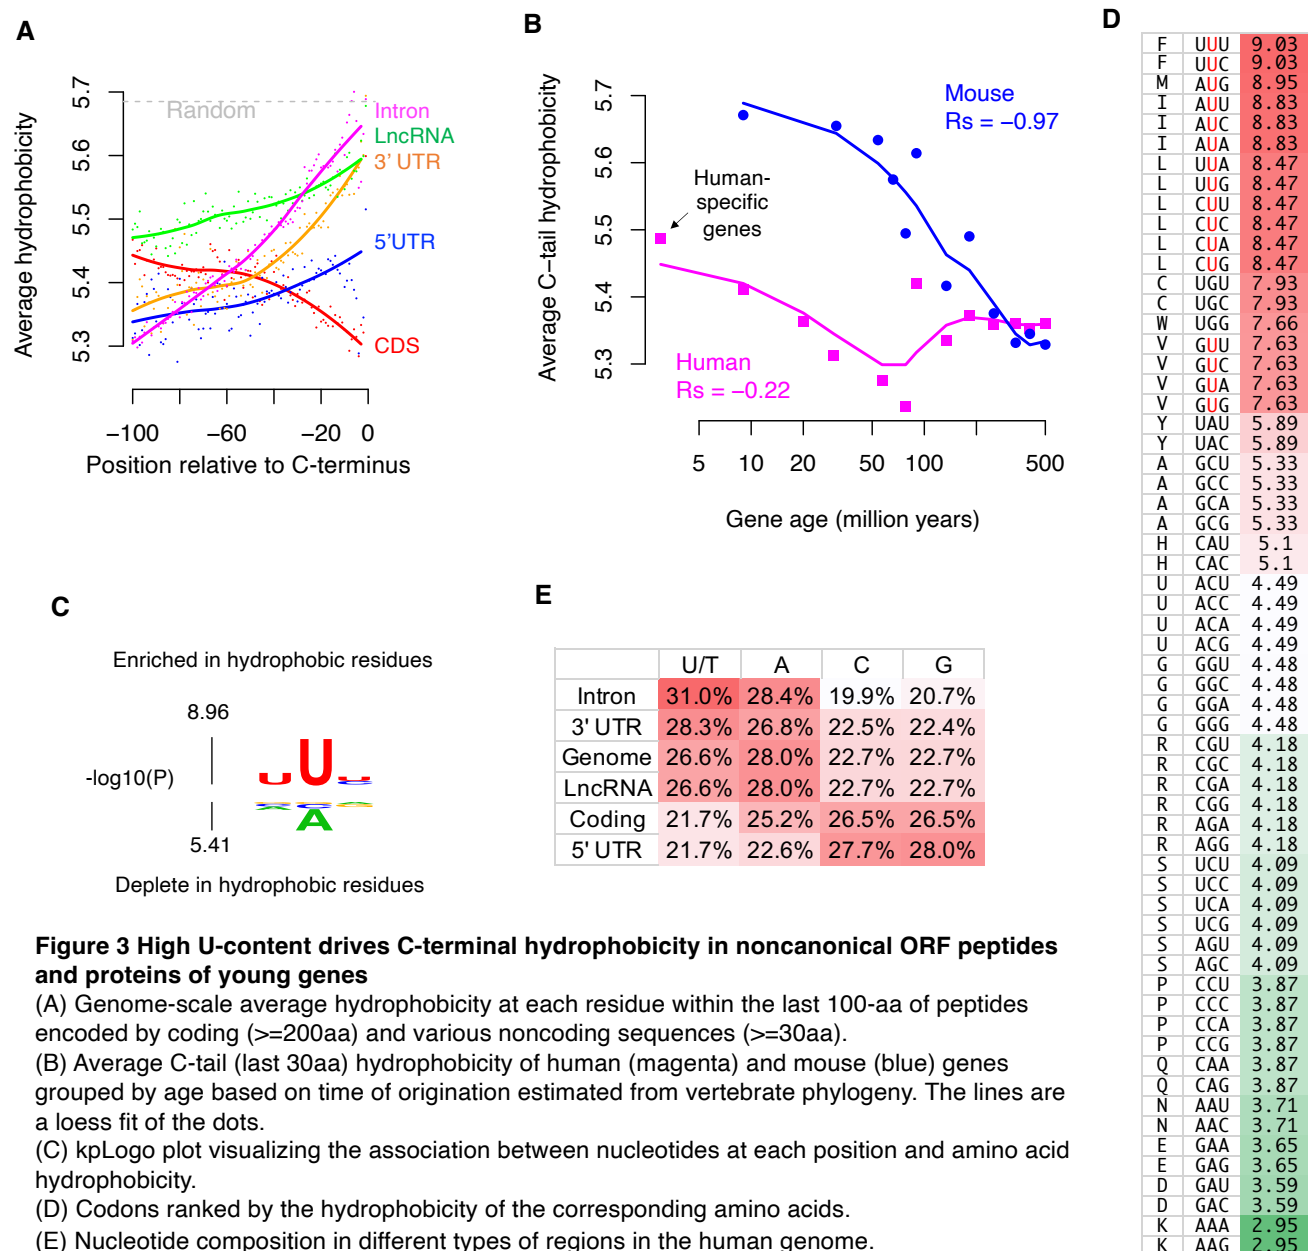 A
Average hydrophobicity
5.7
5.6
5.5
5.4
5.3
Random
Intron
LncRNA
3' UTR
5'UTR
CDS
−100 −60 −20 0
Position relative to C-terminus
B
Average C−tail hydrophobicity
5.7
5.6
5.5
5.4
5.3
Mouse
Rs = −0.97
Human-
specific
genes
Human
Rs = −0.22
5 10 20 50 100 500
Gene age (million years)
C
Enriched in hydrophobic residues
8.96
-log10(P)
5.41
U U U
A
Deplete in hydrophobic residues
E
U/T A C G
Intron 31.0% 28.4% 19.9% 20.7%
3' UTR 28.3% 26.8% 22.5% 22.4%
Genome 26.6% 28.0% 22.7% 22.7%
LncRNA 26.6% 28.0% 22.7% 22.7%
Coding 21.7% 25.2% 26.5% 26.5%
5' UTR 21.7% 22.6% 27.7% 28.0%
D
F UUU 9.03
F UUC 9.03
M AUG 8.95
I AUU 8.83
I AUC 8.83
I AUA 8.83
L UUA 8.47
L UUG 8.47
L CUU 8.47
L CUC 8.47
L CUA 8.47
L CUG 8.47
C UGU 7.93
C UGC 7.93
W UGG 7.66
V GUU 7.63
V GUC 7.63
V GUA 7.63
V GUG 7.63
Y UAU 5.89
Y UAC 5.89
A GCU 5.33
A GCC 5.33
A GCA 5.33
A GCG 5.33
H CAU 5.1
H CAC 5.1
U ACU 4.49
U ACC 4.49
U ACA 4.49
U ACG 4.49
G GGU 4.48
G GGC 4.48
G GGA 4.48
G GGG 4.48
R CGU 4.18
R CGC 4.18
R CGA 4.18
R CGG 4.18
R AGA 4.18
R AGG 4.18
S UCU 4.09
S UCC 4.09
S UCA 4.09
S UCG 4.09
S AGU 4.09
S AGC 4.09
P CCU 3.87
P CCC 3.87
P CCA 3.87
P CCG 3.87
Q CAA 3.87
Q CAG 3.87
N AAU 3.71
N AAC 3.71
E GAA 3.65
E GAG 3.65
D GAU 3.59
D GAC 3.59
K AAA 2.95
K AAG 2.95
Figure 3 High U-content drives C-terminal hydrophobicity in noncanonical ORF peptides
and proteins of young genes
(A) Genome-scale average hydrophobicity at each residue within the last 100-aa of peptides
encoded by coding (>=200aa) and various noncoding sequences (>=30aa).
(B) Average C-tail (last 30aa) hydrophobicity of human (magenta) and mouse (blue) genes
grouped by age based on time of origination estimated from vertebrate phylogeny. The lines are
a loess fit of the dots.
(C) kpLogo plot visualizing the association between nucleotides at each position and amino acid
hydrophobicity.
(D) Codons ranked by the hydrophobicity of the corresponding amino acids.
(E) Nucleotide composition in different types of regions in the human genome.